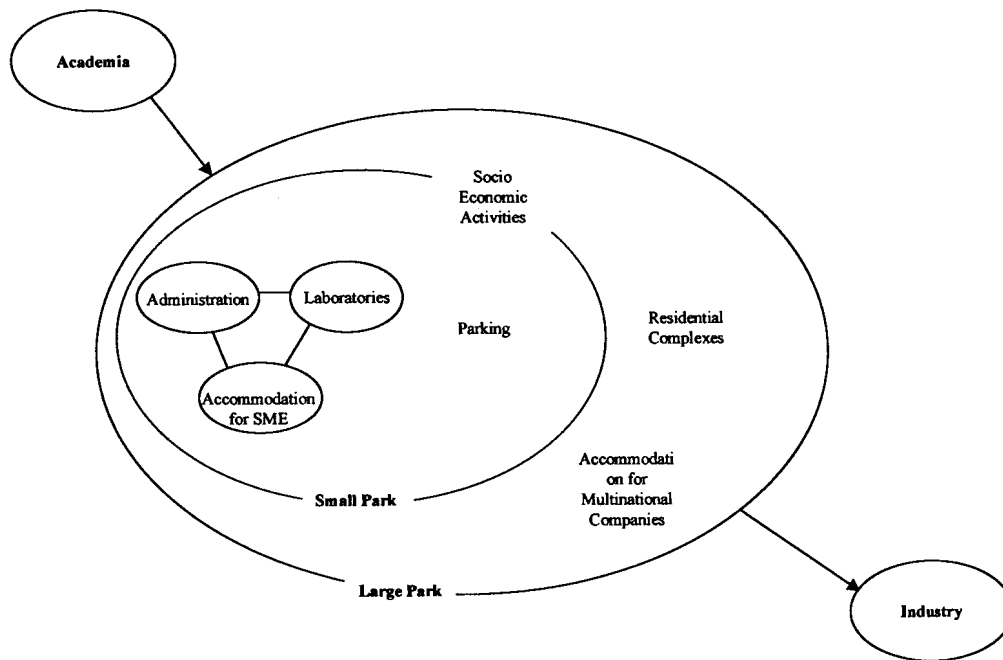 Academia
Socio
Economic
Activities
Administration
Laboratories
Parking
Residential
Complexes
Accommodation
for SME
Accommodati
on for
Multinational
Companies
Small Park
Large Park
Industry